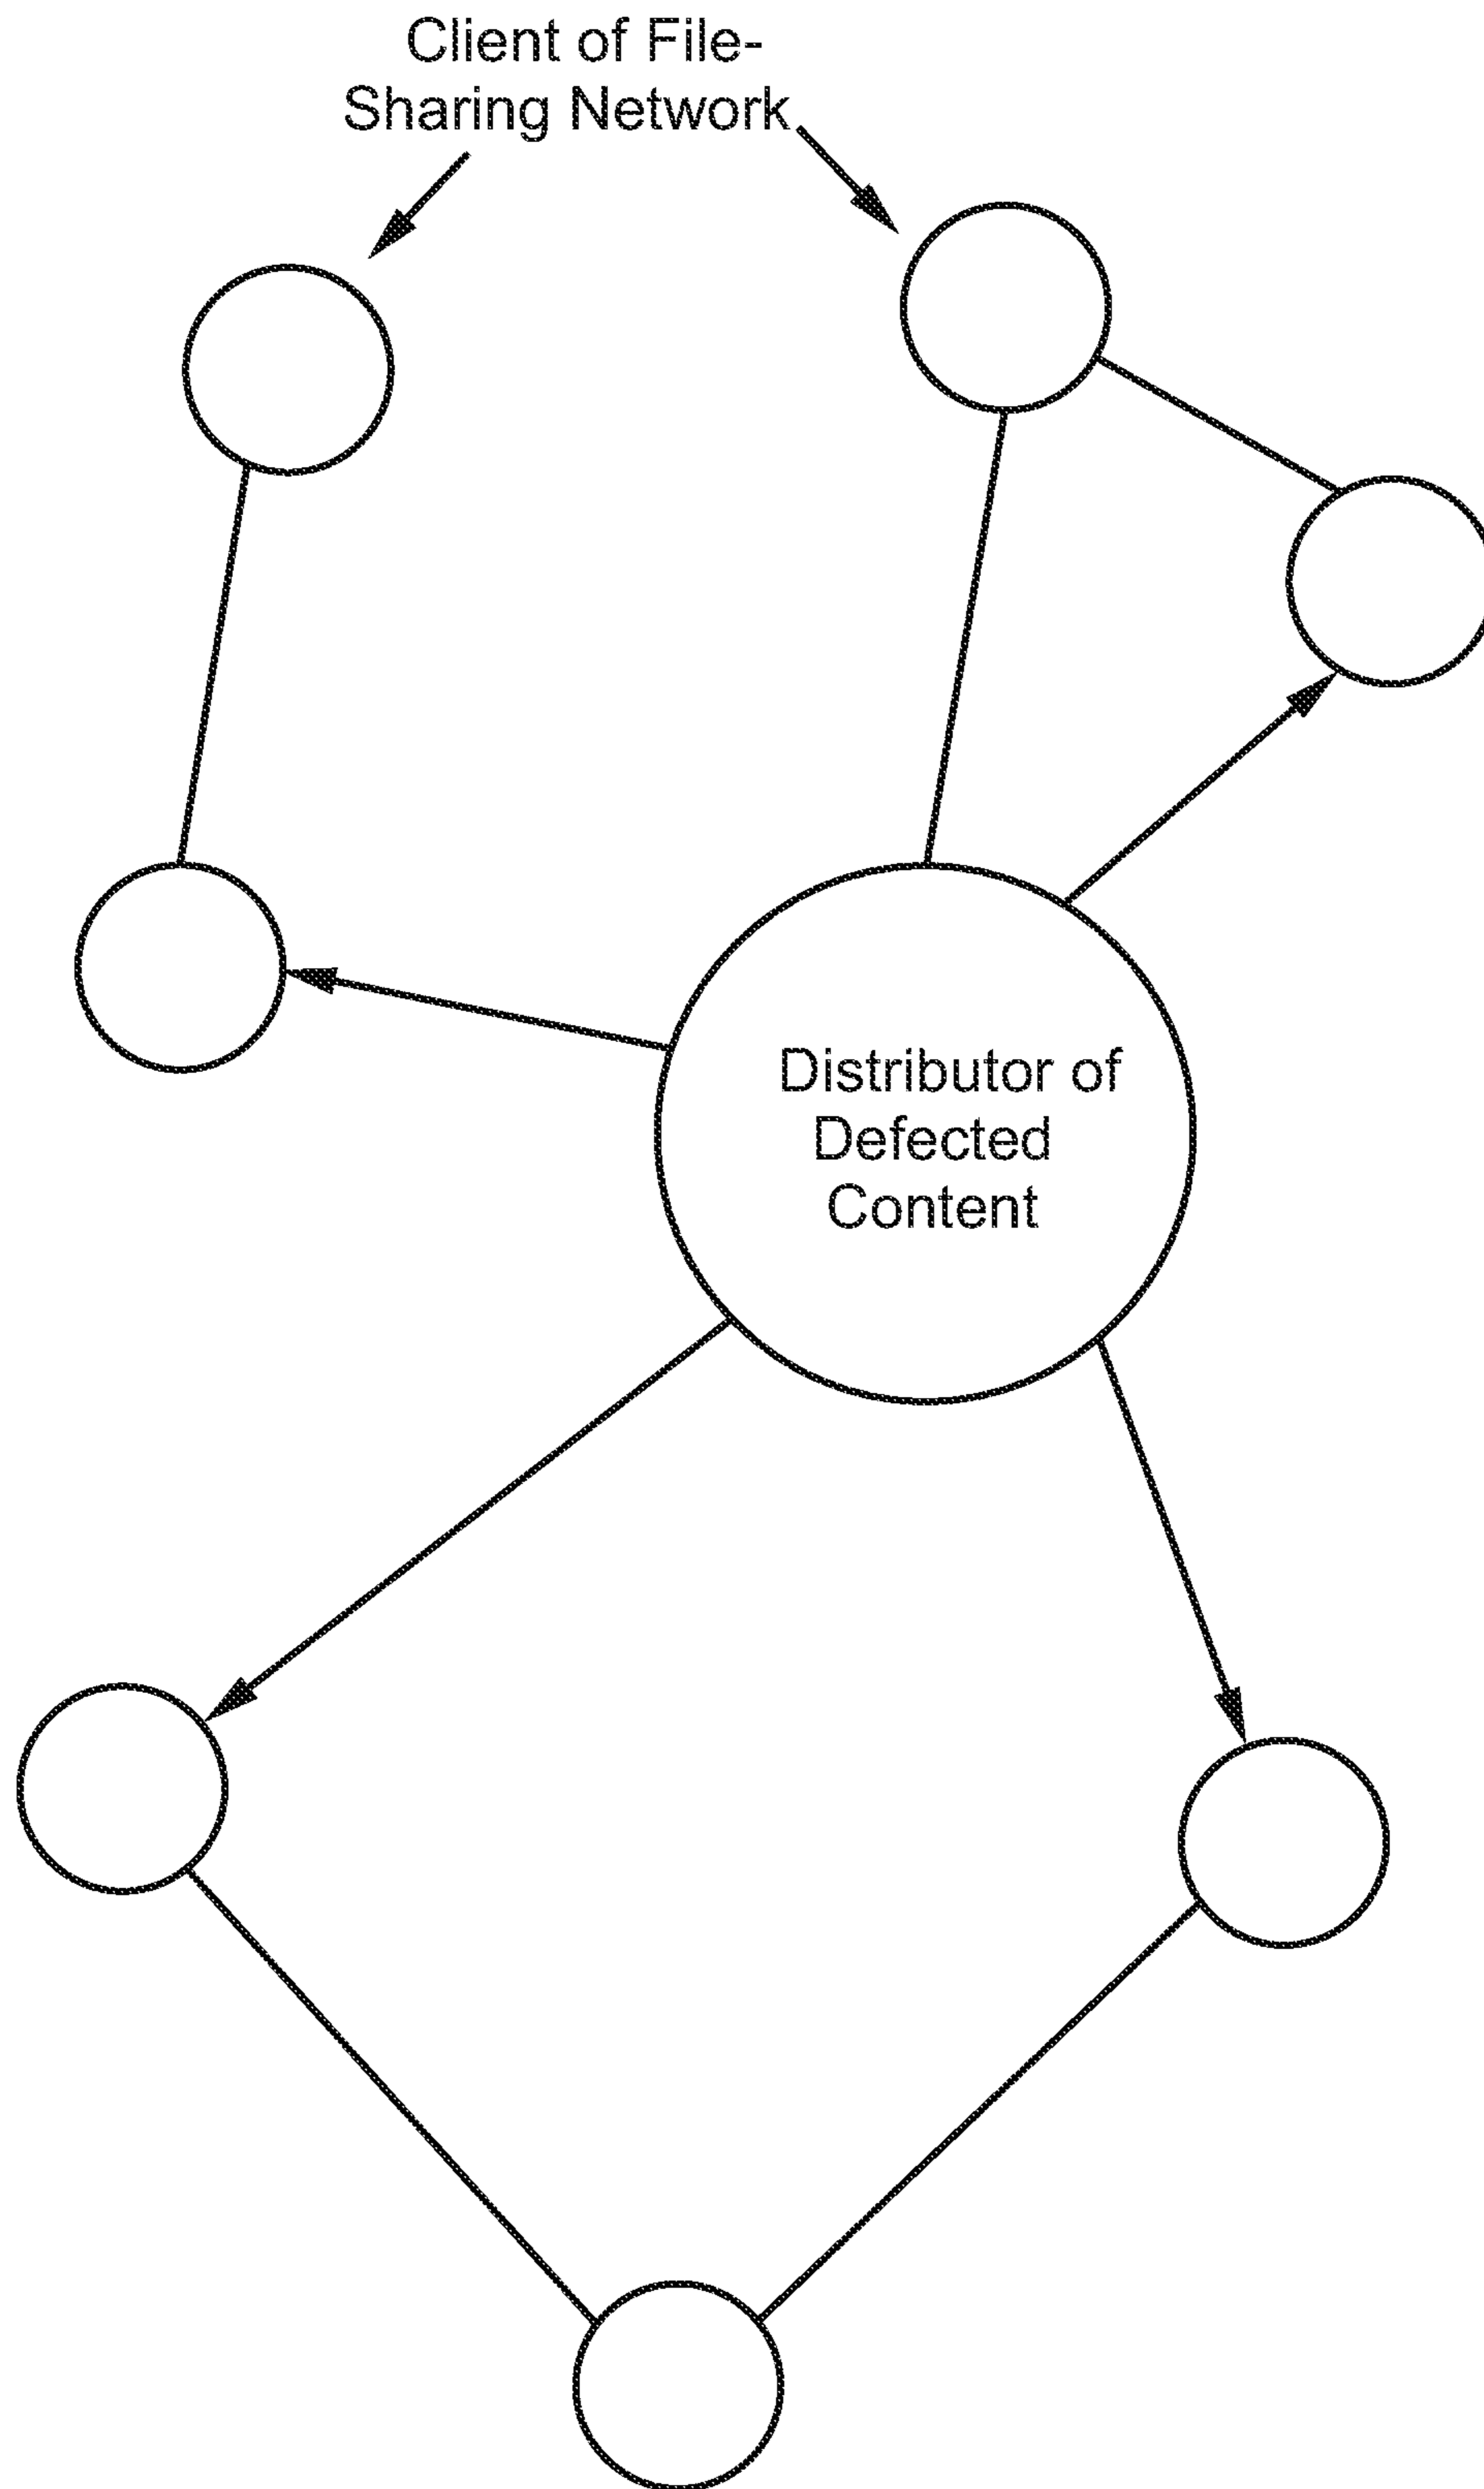 Client of File-
Sharing Network
Distributor of
Defected
Content